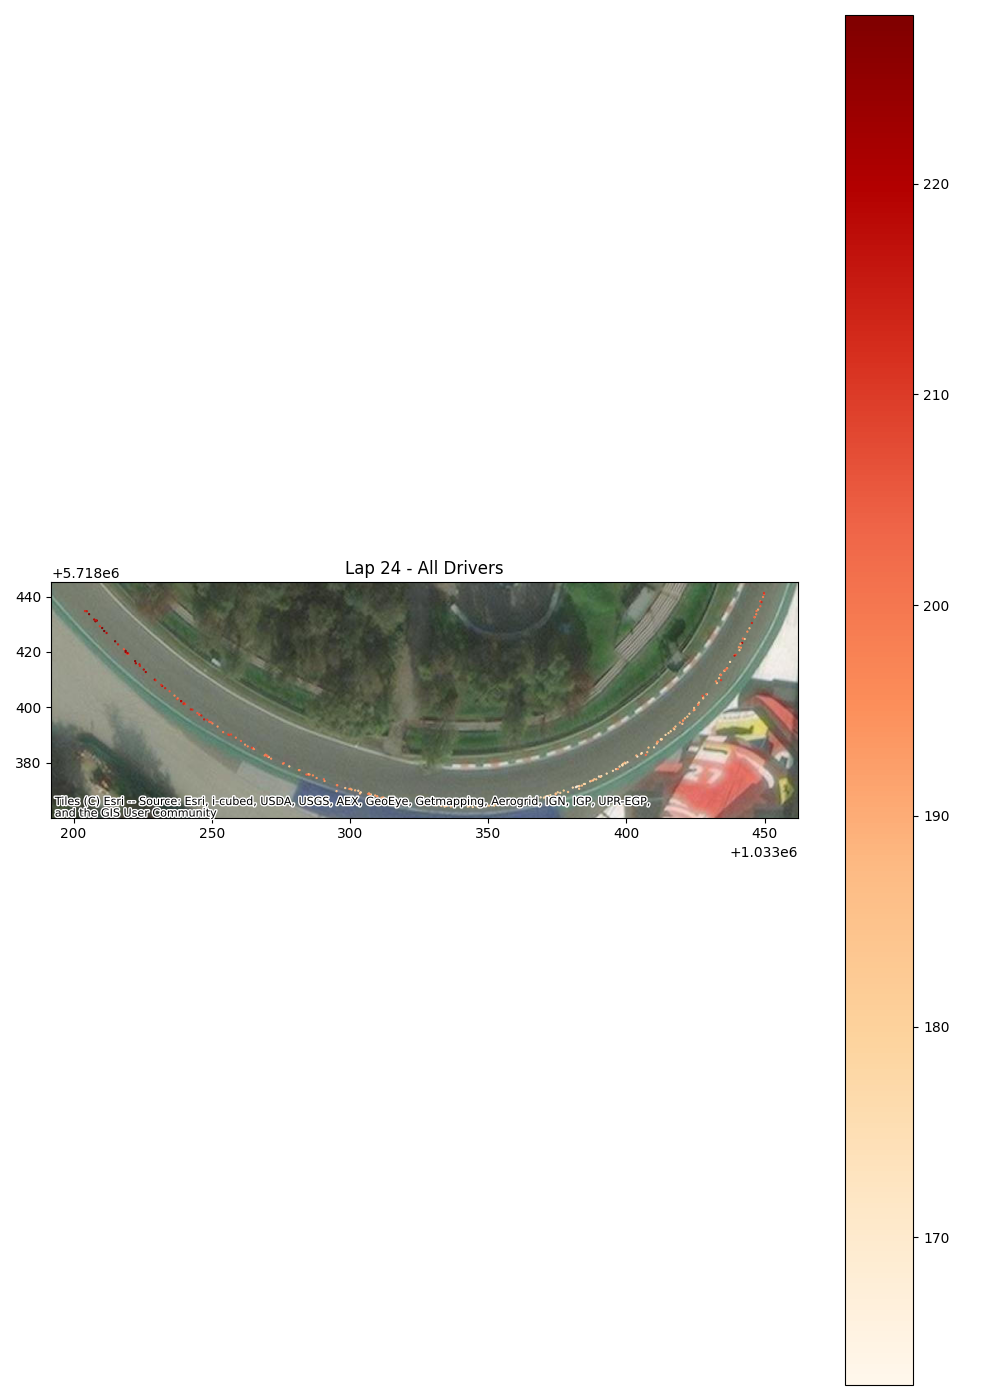 Lap 24 - All Drivers
+5.718e6
440
420
400
380
27
Tiles (C) Esri -- Source: Esri, i-cubed, USDA, USGS, AEX, GeoEye, Getmapping, Aerogrid, IGN, IGP, UPR-EGP,
and the GIS User Community
200 250 300 350 400 450
+1.033e6
220
210
200
190
180
170